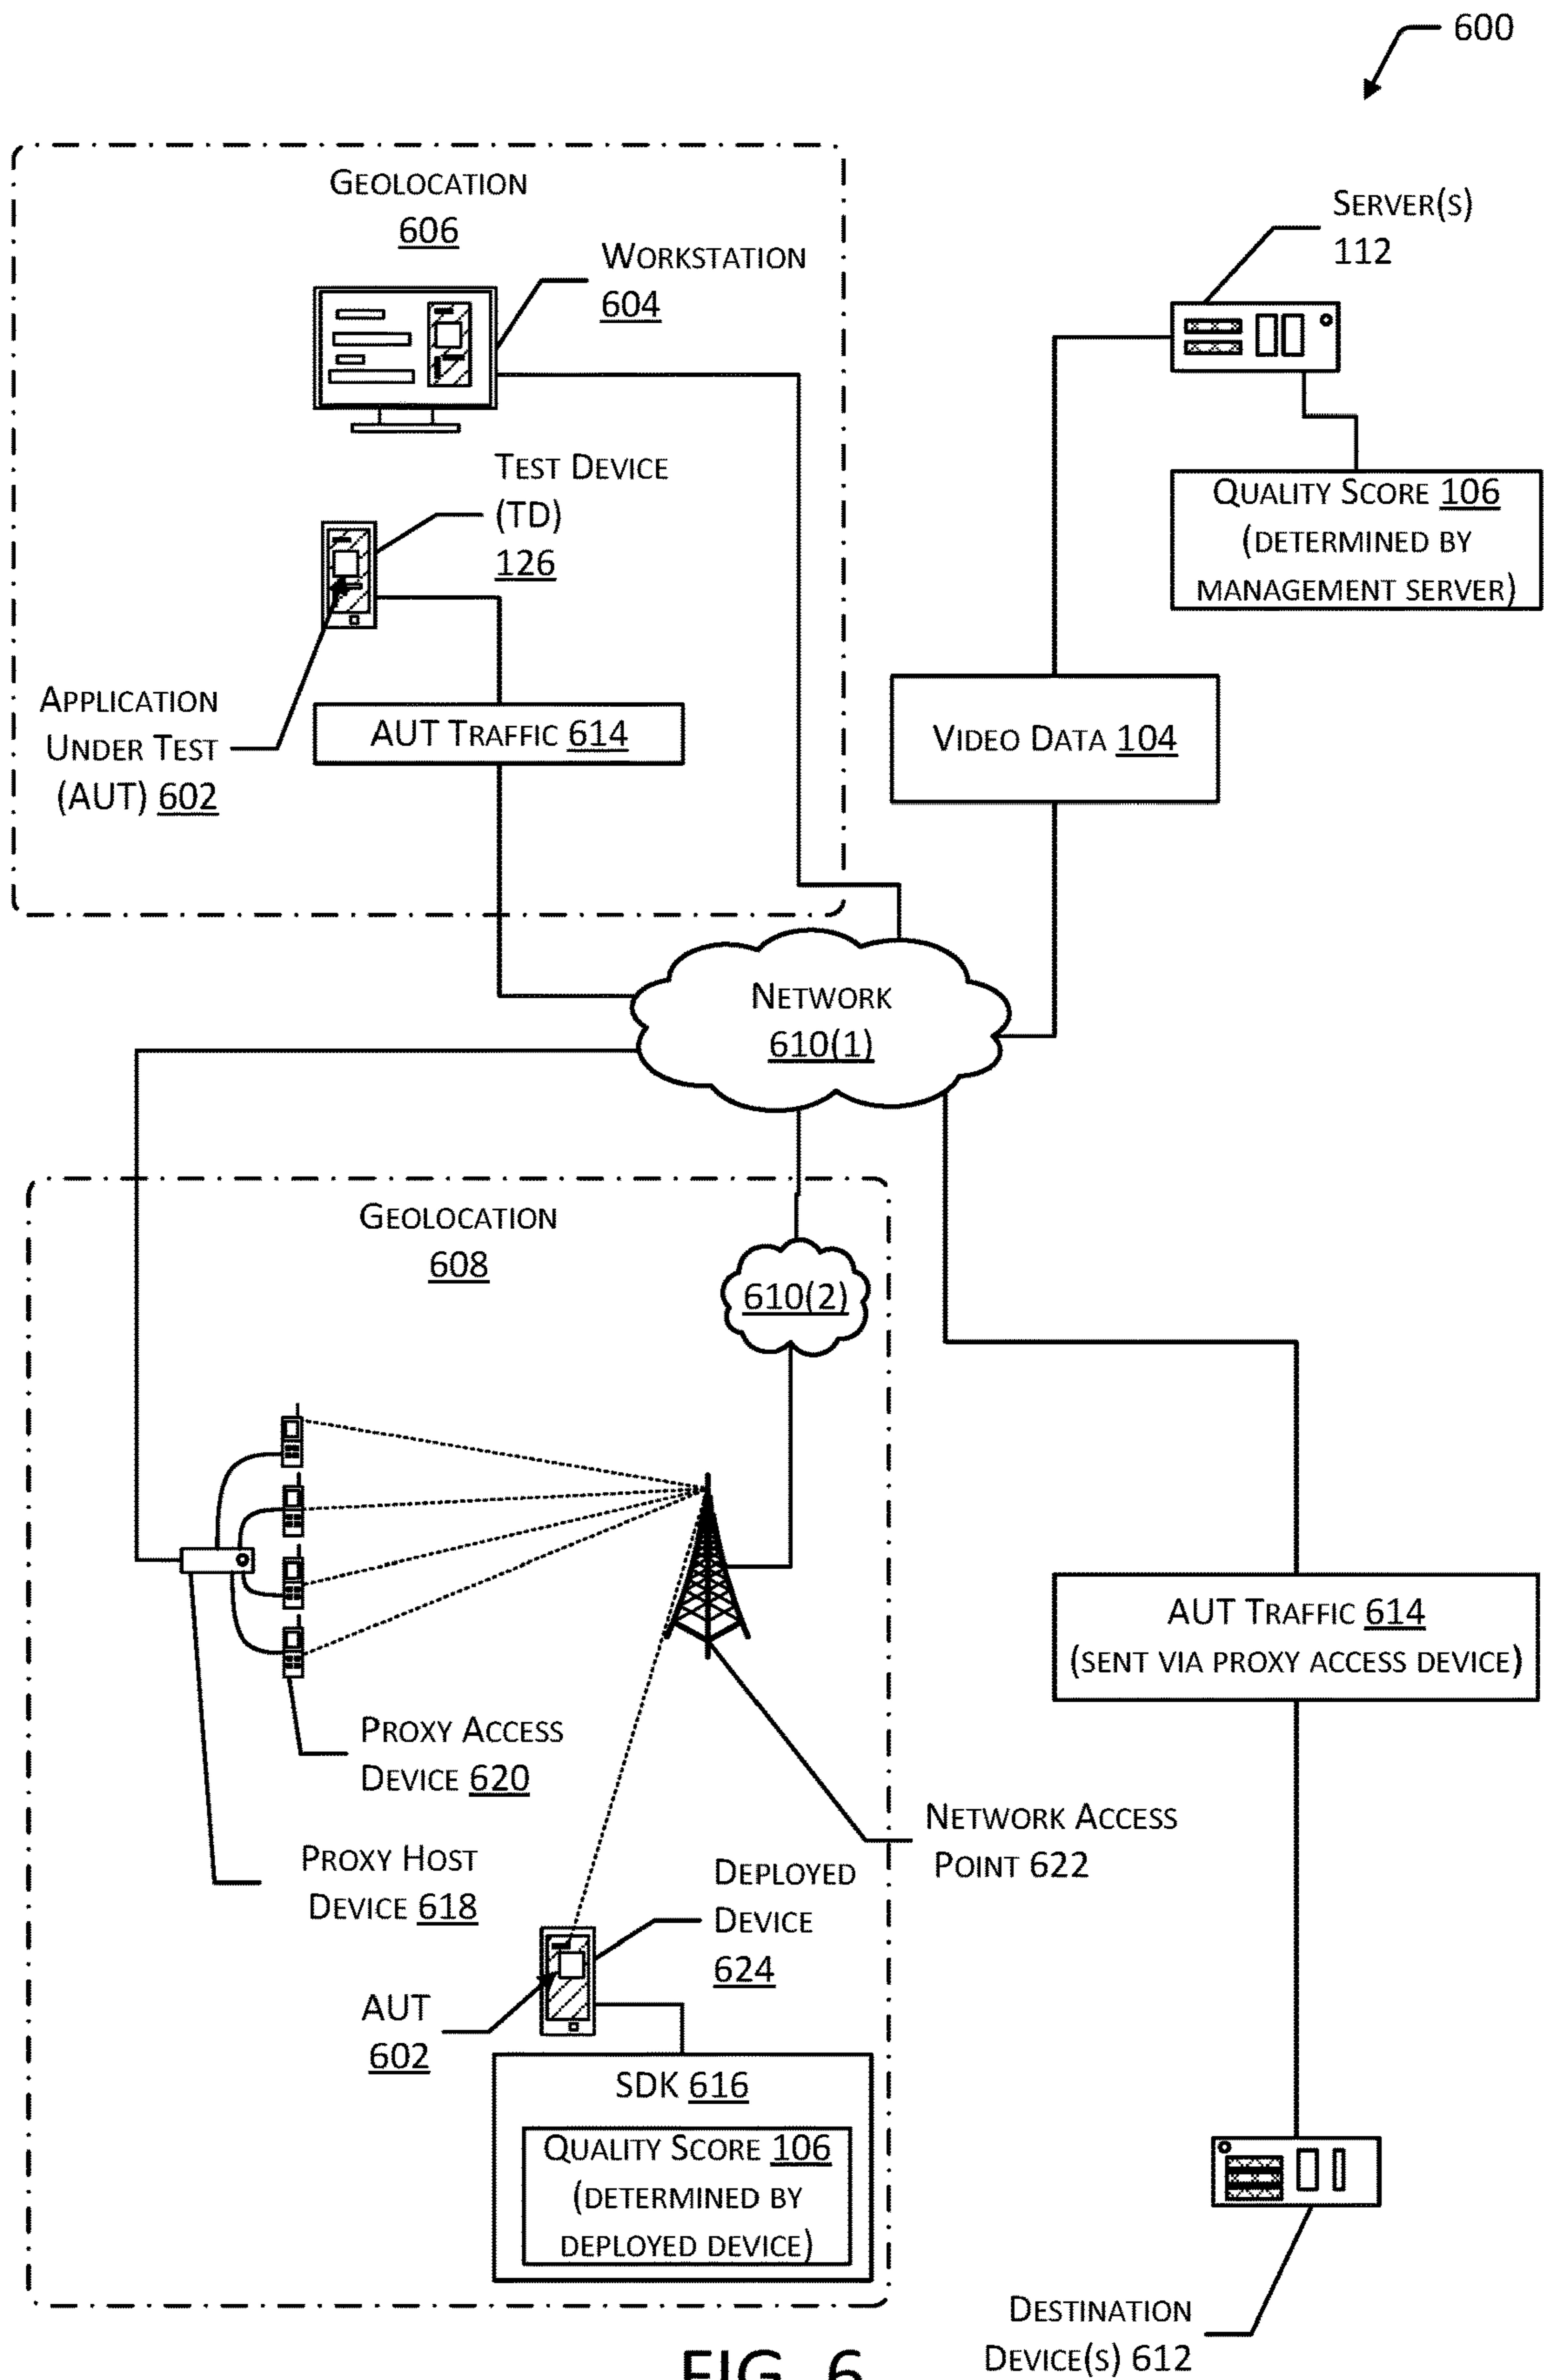 600
GEOLOCATION
606
WORKSTATION
604
SERVER(S)
112
TEST DEVICE
(TD)
126
QUALITY SCORE 106
(DETERMINED BY
MANAGEMENT SERVER)
APPLICATION
UNDER TEST
(AUT) 602
AUT TRAFFIC 614
VIDEO DATA 104
NETWORK
610(1)
GEOLOCATION
608
610(2)
AUT TRAFFIC 614
(SENT VIA PROXY ACCESS DEVICE)
PROXY ACCESS
DEVICE 620
NETWORK ACCESS
POINT 622
PROXY HOST
DEVICE 618
DEPLOYED
DEVICE
624
AUT
602
SDK 616
QUALITY SCORE 106
(DETERMINED BY
DEPLOYED DEVICE)
DESTINATION
DEVICE(S) 612
FIG. 6